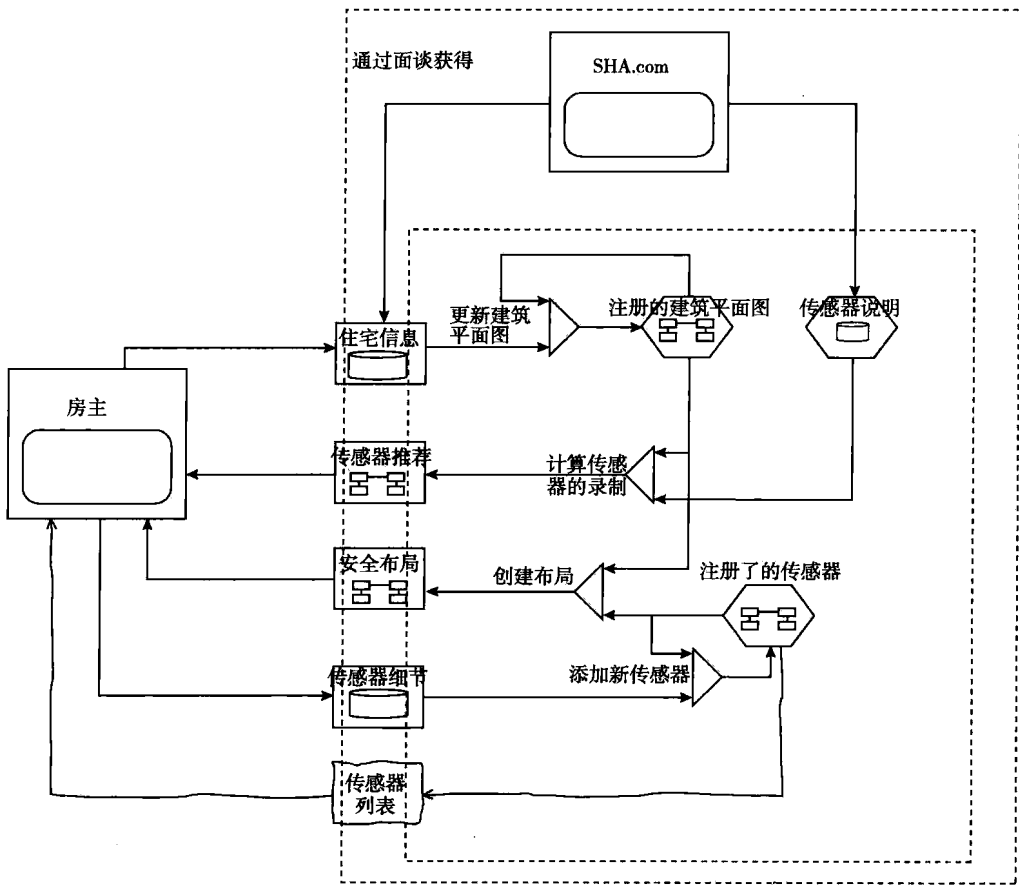 通过面谈获得
SHA.com
更新建筑
平面图
注册的建筑平面图
传感器说明
住宅信息
房主
传感器推荐
计算传感
器的录制
安全布局
创建布局
注册了的传感器
传感器细节
添加新传感器
传感器
列表